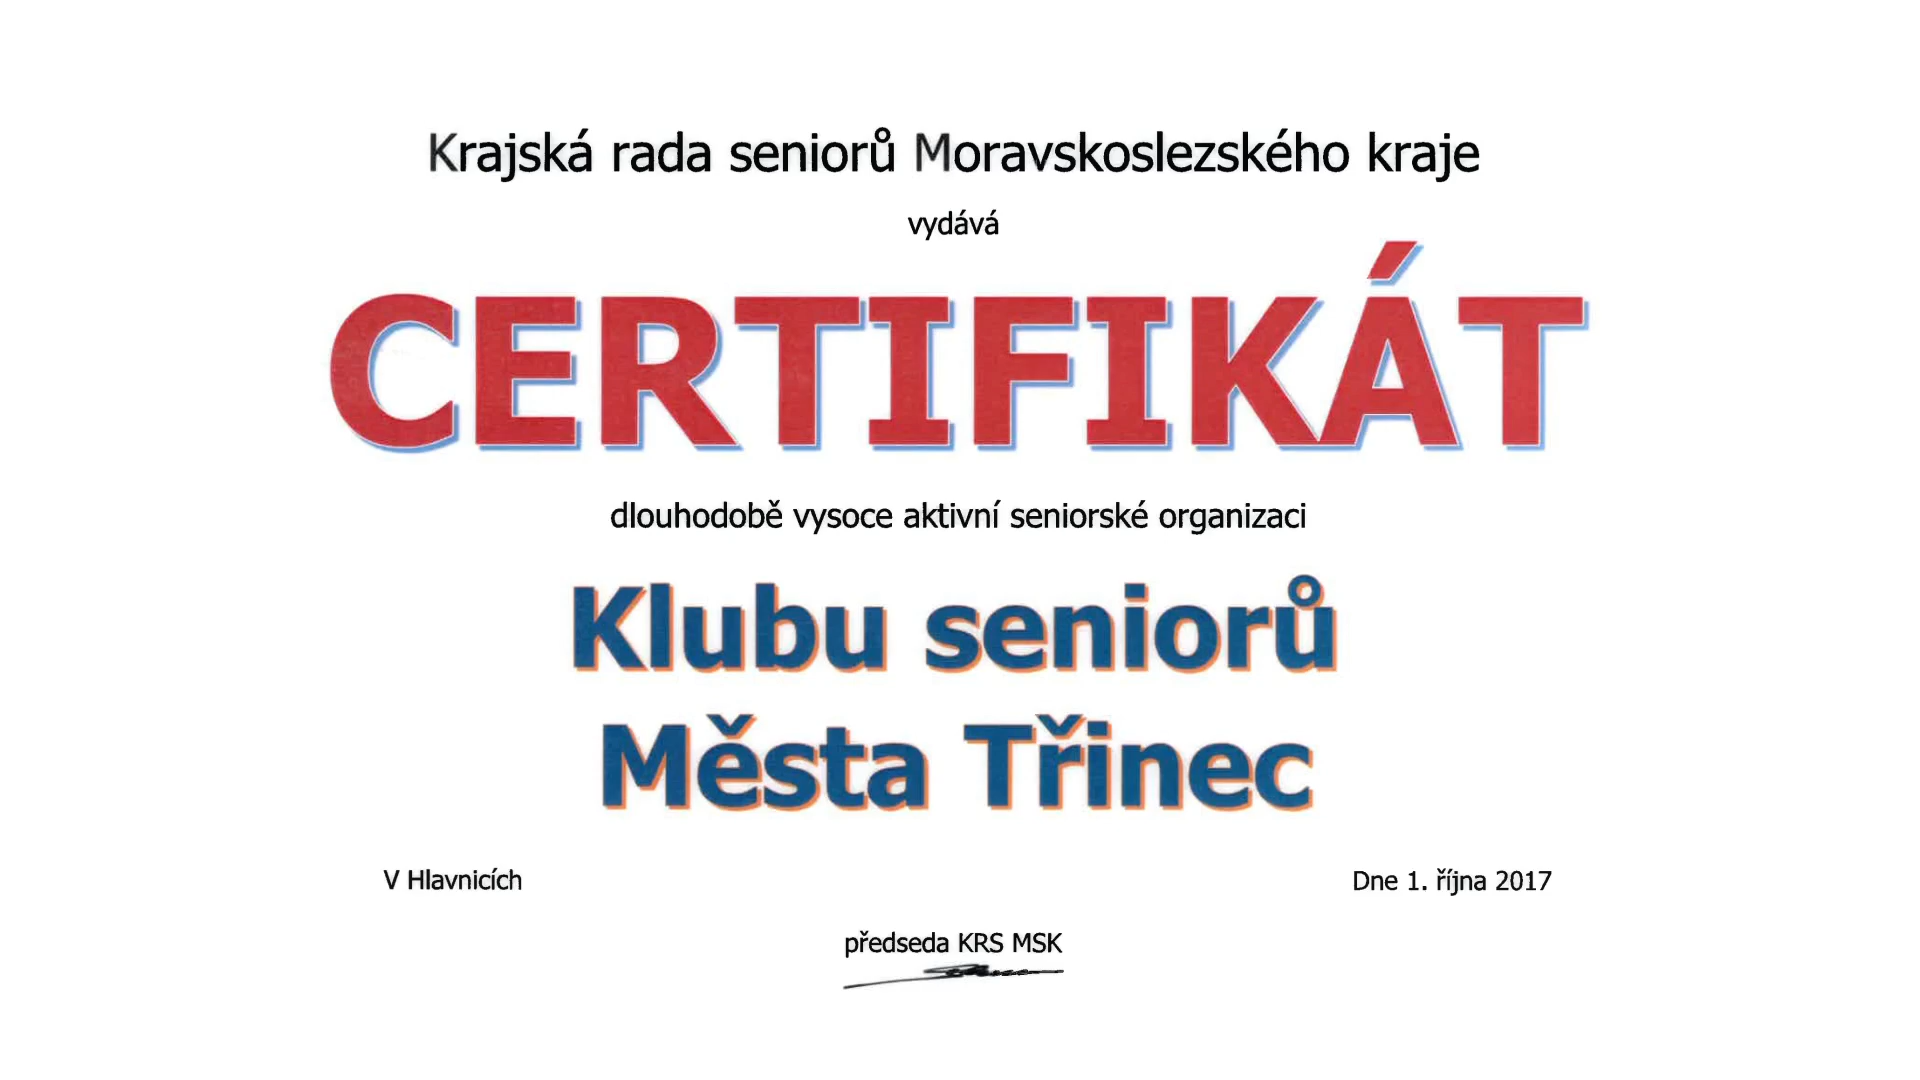 Krajská rada seniorů Moravskoslezského kraje
vydává
CERTIFIKÁT
dlouhodobě vysoce aktivní seniorské organizaci
Klubu seniorů
Města Třinec
V Hlavnicích
Dne 1. října 2017
předseda KRS MSK